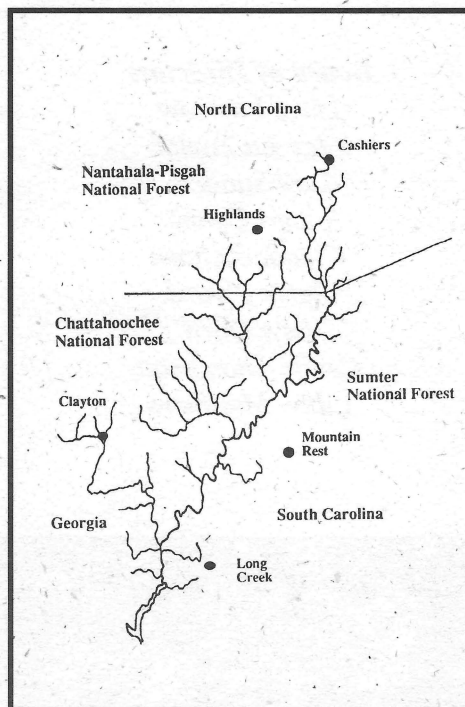 North Carolina
Cashiers
Nantahala-Pisgah
National Forest
Highlands
Chattahoochee
National Forest
Sumter
National Forest
Clayton
Mountain
Rest
Georgia
South Carolina
Long
Creek